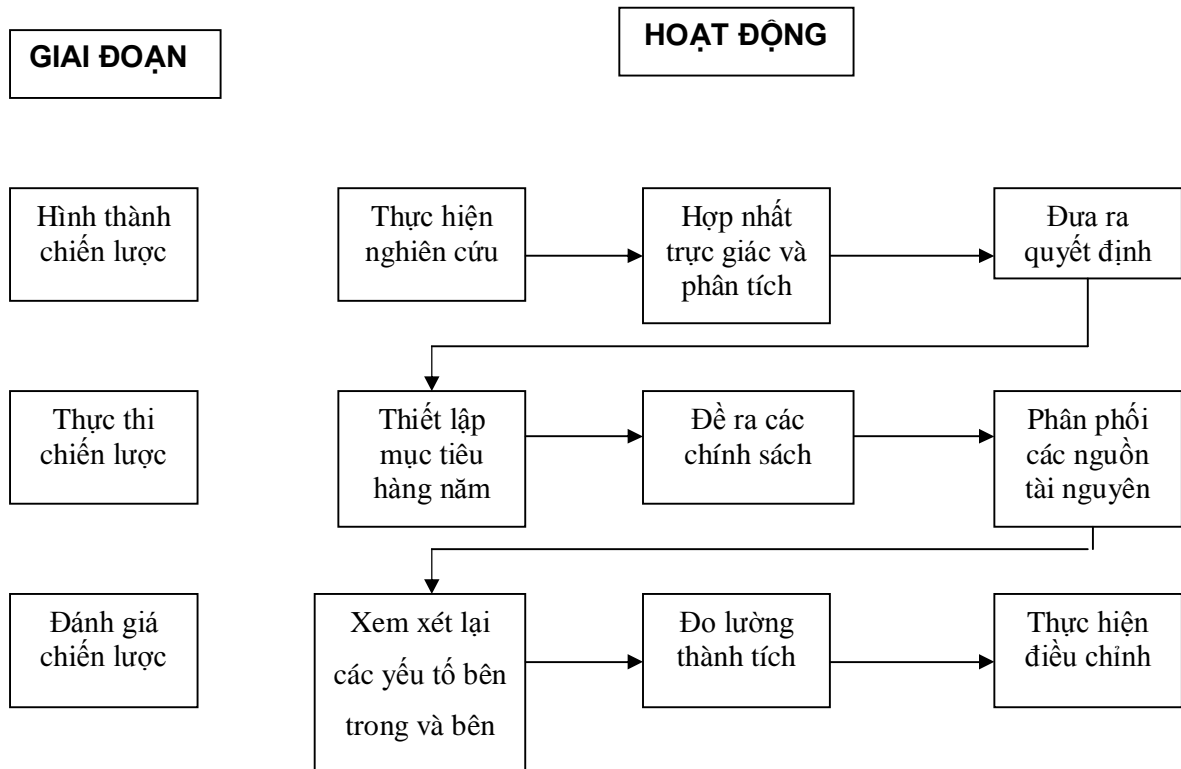 GIAI ĐOẠN
HOẠT ĐỘNG
Hình thành
chiến lược
Thực hiện
nghiên cứu
Hợp nhất
trực giác và
phân tích
Đưa ra
quyết định
Thực thi
chiến lược
Thiết lập
mục tiêu
hàng năm
Đề ra các
chính sách
Phân phối
các nguồn
tài nguyên
Đánh giá
chiến lược
Xem xét lại
các yếu tố bên
trong và bên
Đo lường
thành tích
Thực hiện
điều chỉnh